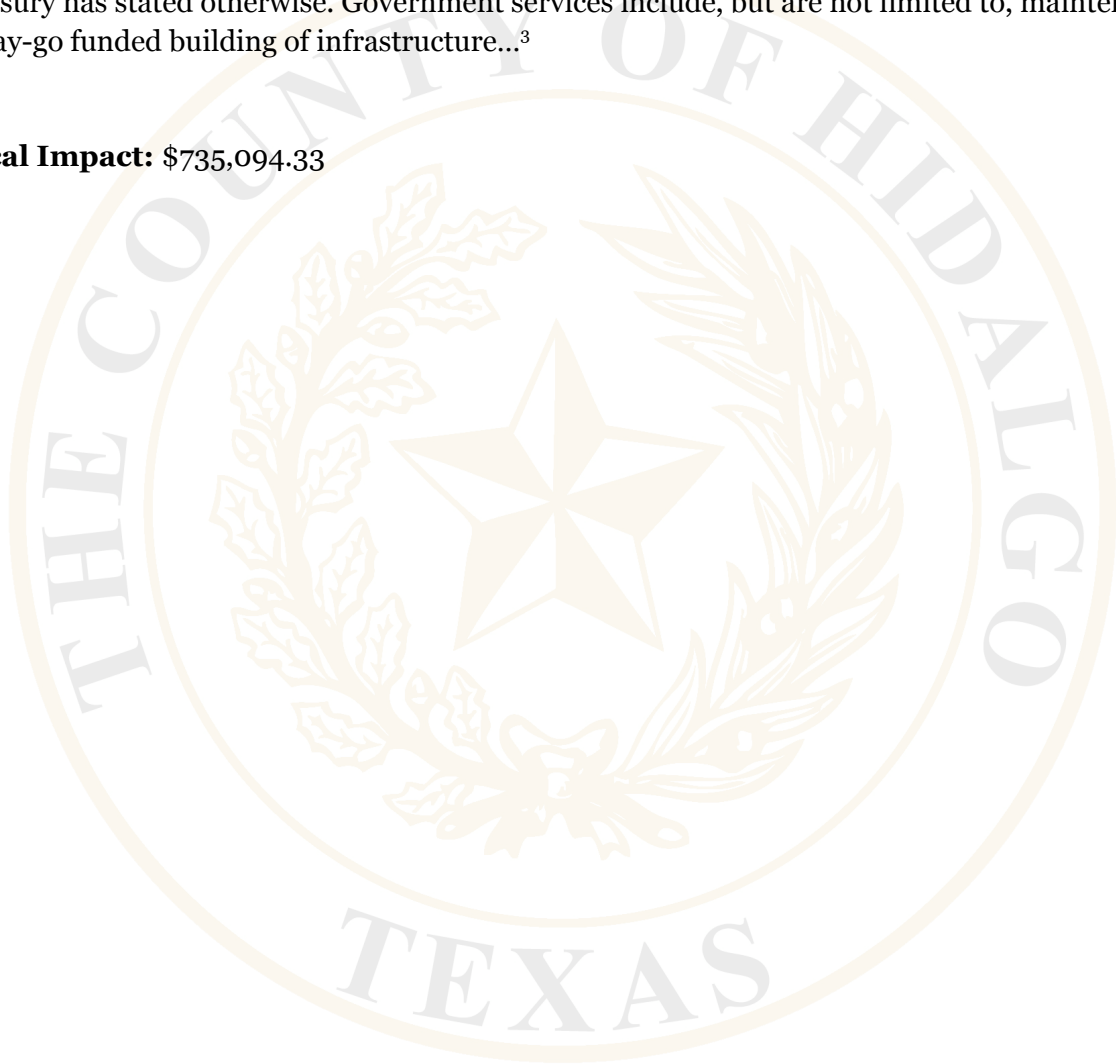 sury has stated otherwise. Government services include, but are not limited to, mainte
ay-go funded building of infrastructure...³
cal Impact: $735,094.33
THE COUNTY OF HIDALGO
TEXAS